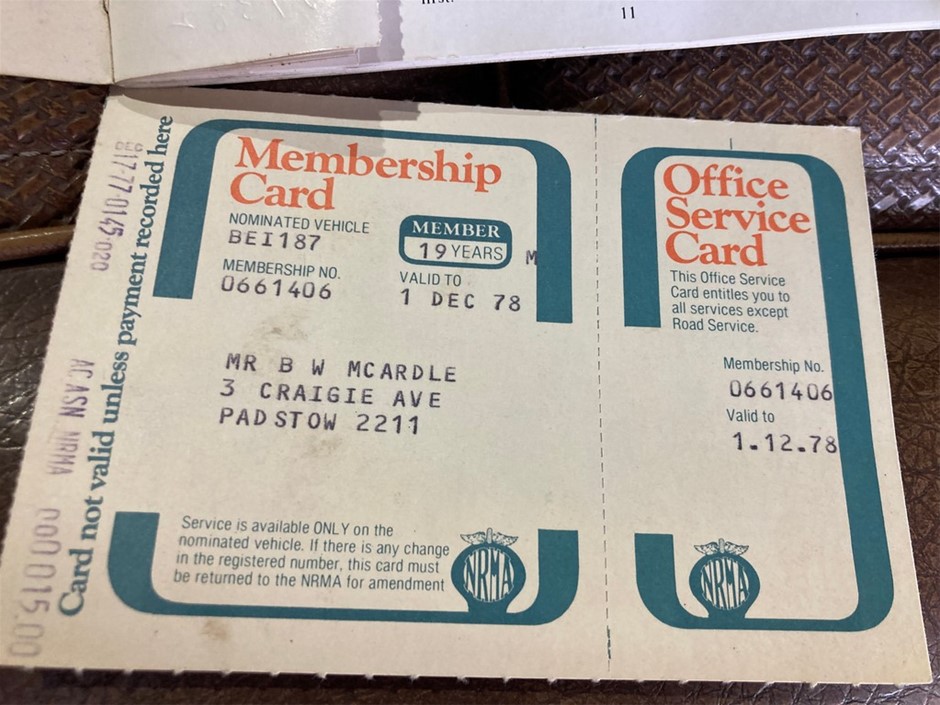 11
Membership
Card
NOMINATED VEHICLE
BEI187
MEMBER
19 YEARS M
MEMBERSHIP NO.
0661406
VALID TO
1 DEC 78
MR B W MCARDLE
3 CRAIGIE AVE
PADSTOW 2211
Service is available ONLY on the
nominated vehicle. If there is any change
in the registered number, this card must
be returned to the NRMA for amendment
NRMA
Card not valid unless payment recorded here
ACASN NRMA 000015.00
Office
Service
Card
This Office Service
Card entitles you to
all services except
Road Service.
Membership No.
0661406
Valid to
1.12.78
NRMA